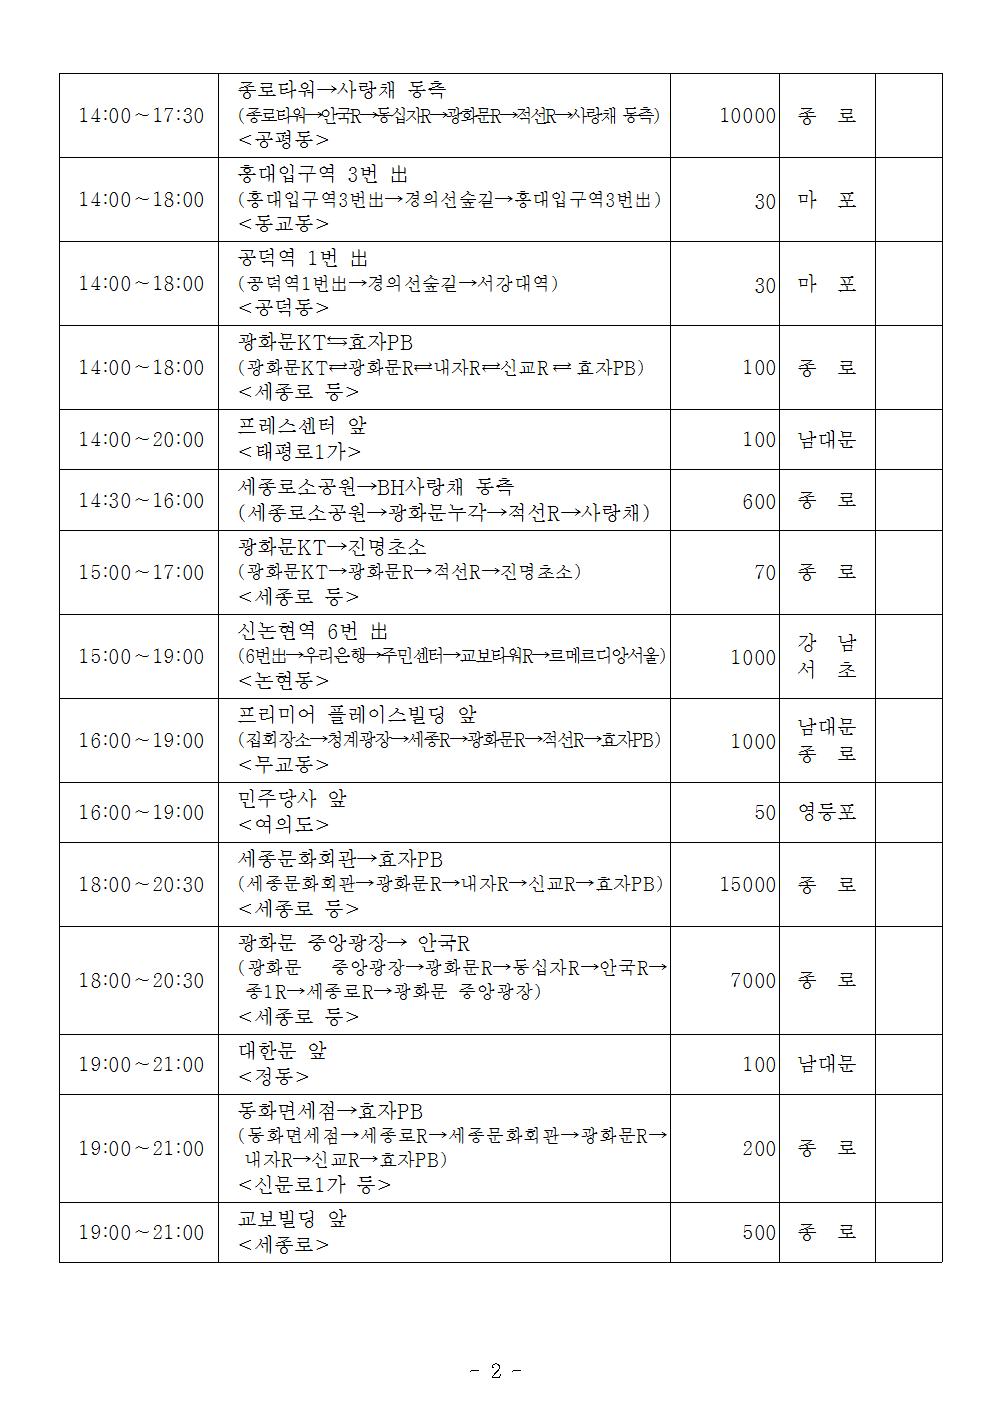 종로타워→사랑채 동측
14:00~17:30 (종로타워→안국R→동십자R→광화문R→적선R→사랑채 동측) 10000 종 로
<공평동>
홍대입구역 3번 出
14:00~18:00 (홍대입구역3번出→경의선숲길→홍대입구역3번出) 30 마 포
<동교동>
공덕역 1번 出
14:00~18:00 (공덕역1번出→경의선숲길→서강대역) 30 마 포
<공덕동>
광화문KT⇆효자PB
14:00~18:00 (광화문KT⇄광화문R⇄내자R⇄신교R⇄ 효자PB) 100 종 로
<세종로 등>
프레스센터 앞
14:00~20:00 100 남대문
<태평로1가>
세종로소공원→BH사랑채 동측
14:30~16:00 600 종 로
(세종로소공원→광화문누각→적선R→사랑채)
광화문KT→진명초소
15:00~17:00 (광화문KT→광화문R→적선R→진명초소) 70 종 로
<세종로 등>
신논현역 6번 出 강 남
15:00~19:00 (6번出→우리은행→주민센터→교보타워R→르메르디앙서울) 1000
<논현동> 서 초
프리미어 플레이스빌딩 앞 남대문
16:00~19:00 (집회장소→청계광장→세종R→광화문R→적선R→효자PB) 1000
<무교동> 종 로
민주당사 앞
16:00~19:00 50 영등포
<여의도>
세종문화회관→효자PB
18:00~20:30 (세종문화회관→광화문R→내자R→신교R→효자PB) 15000 종 로
<세종로 등>
광화문 중앙광장→ 안국R
(광화문 중앙광장→광화문R→동십자R→안국R→
18:00~20:30 7000 종 로
종1R→세종로R→광화문 중앙광장)
<세종로 등>
대한문 앞
19:00~21:00 100 남대문
<정동>
동화면세점→효자PB
(동화면세점→세종로R→세종문화회관→광화문R→
19:00~21:00 200 종 로
내자R→신교R→효자PB)
<신문로1가 등>
교보빌딩 앞
19:00~21:00 500 종 로
<세종로>
- 2 -